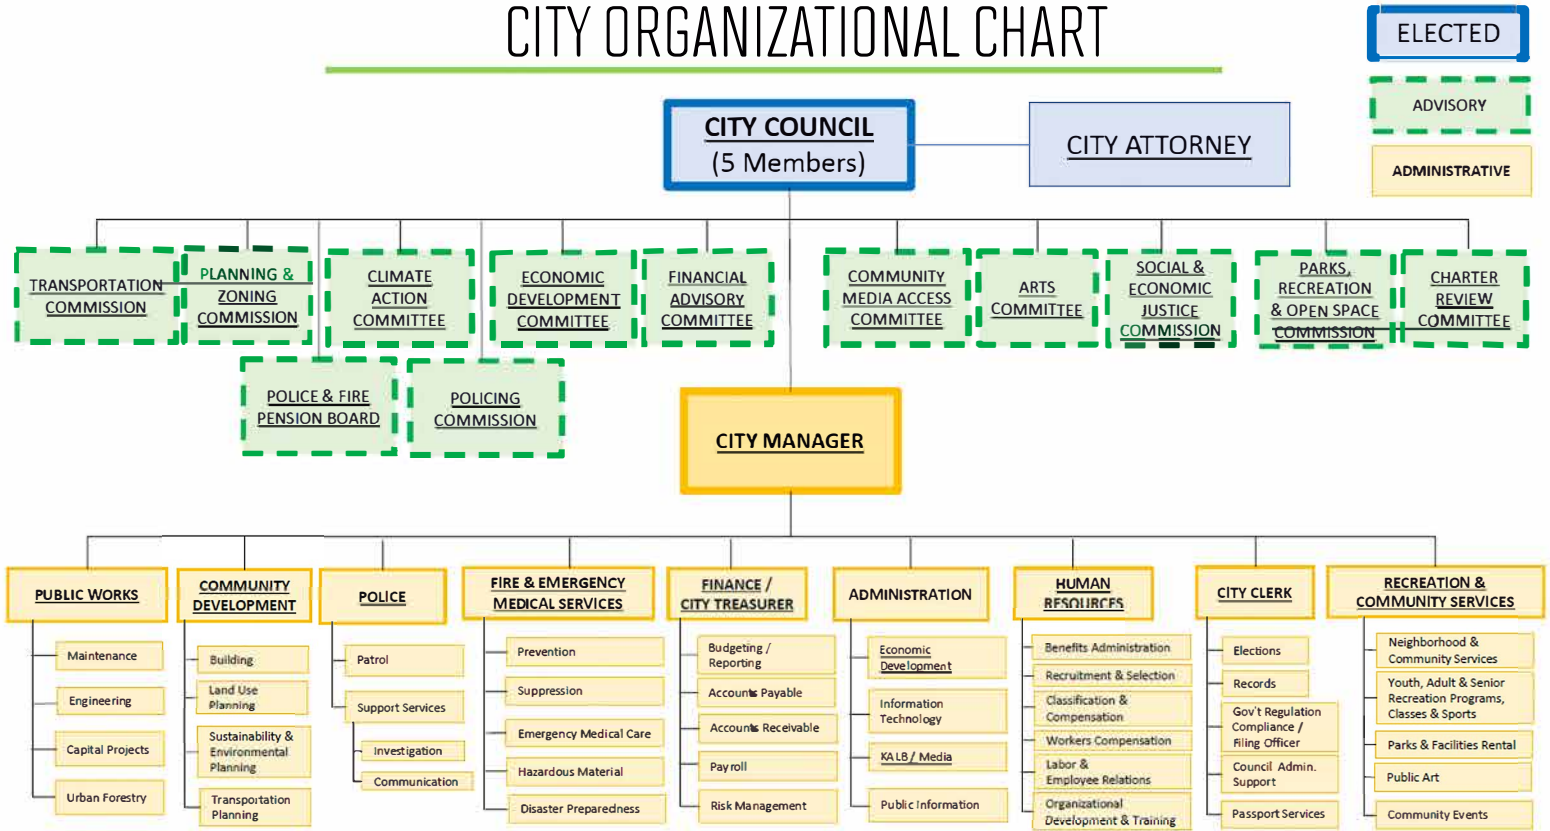 CITY ORGANIZATIONAL CHART
ELECTED
ADVISORY
ADMINISTRATIVE
CITY COUNCIL
(5 Members)
CITY ATTORNEY
TRANSPORTATION
COMMISSION
PLANNING &
ZONING
COMMISSION
CLIMATE
ACTION
COMMITTEE
ECONOMIC
DEVELOPMENT
COMMITTEE
FINANCIAL
ADVISORY
COMMITTEE
COMMUNITY
MEDIA ACCESS
COMMITTEE
ARTS
COMMITTEE
SOCIAL &
ECONOMIC
JUSTICE
COMMISSION
PARKS,
RECREATION
& OPEN SPACE
COMMISSION
CHARTER
REVIEW
COMMITTEE
POLICE & FIRE
PENSION BOARD
POLICING
COMMISSION
CITY MANAGER
PUBLIC WORKS
Maintenance
Engineering
Capital Projects
Urban Forestry
COMMUNITY
DEVELOPMENT
Building
Land Use
Planning
Sustainability &
Environmental
Planning
Transportation
Planning
POLICE
Patrol
Support Services
Investigation
Communication
FIRE & EMERGENCY
MEDICAL SERVICES
Prevention
Suppression
Emergency Medical Care
Hazardous Material
Disaster Preparedness
FINANCE /
CITY TREASURER
Budgeting /
Reporting
Accounts Payable
Accounts Receivable
Payroll
Risk Management
ADMINISTRATION
Economic
Development
Information
Technology
KALB / Media
Public Information
HUMAN
RESOURCES
Benefits Administration
Recruitment & Selection
Classification &
Compensation
Workers Compensation
Labor &
Employee Relations
Organizational
Development & Training
CITY CLERK
Elections
Records
Gov't Regulation
Compliance /
Filing Officer
Council Admin.
Support
Passport Services
RECREATION &
COMMUNITY SERVICES
Neighborhood &
Community Services
Youth, Adult & Senior
Recreation Programs,
Classes & Sports
Parks & Facilities Rental
Public Art
Community Events